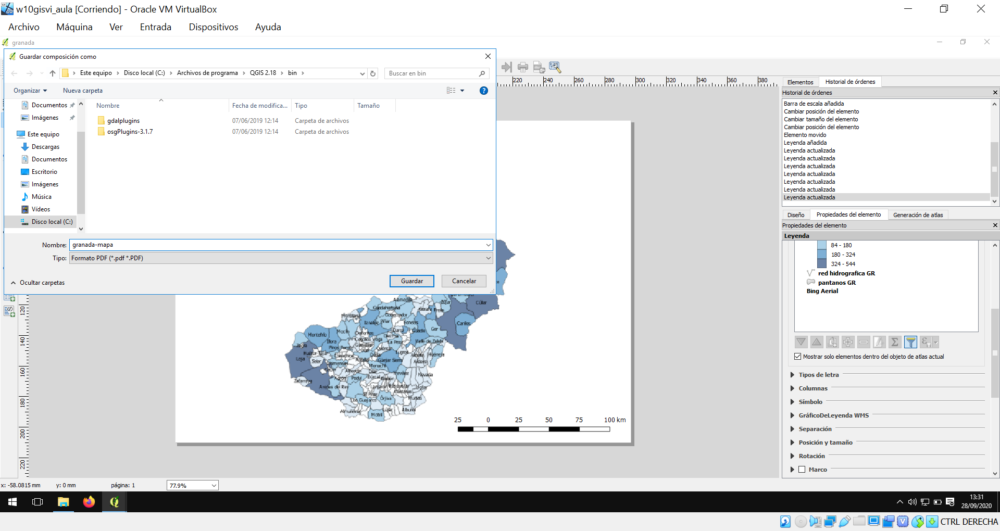 w10gisvi_aula [Corriendo] - Oracle VM VirtualBox
Archivo Máquina Ver Entrada Dispositivos Ayuda
granada
Guardar composición como
Este equipo > Disco local (C:) > Archivos de programa > QGIS 2.18 > bin >
Buscar en bin
Organizar Nueva carpeta
Nombre Fecha de modifica... Tipo Tamaño
gdalplugins 07/06/2019 12:14 Carpeta de archivos
osgPlugins-3.1.7 07/06/2019 12:14 Carpeta de archivos
Documentos
Imágenes
Este equipo
Descargas
Documentos
Escritorio
Imágenes
Música
Vídeos
Disco local (C:)
Nombre: granada-mapa
Tipo: Formato PDF (*.pdf *.PDF)
Ocultar carpetas
Guardar Cancelar
220 240 260 280 300 320 340 360 380
120
140
160
180
200
220
Cúllar
Caniles
Gor
Montefrío
Iznalloz
Loja
Güejar Sierra
Motril
Órjiva
25 0 25 50 75 100 km
Elementos Historial de órdenes
Historial de órdenes
Barra de escala añadida
Cambiar posición del elemento
Cambiar tamaño del elemento
Cambiar posición del elemento
Elemento movido
Leyenda añadida
Leyenda actualizada
Leyenda actualizada
Leyenda actualizada
Leyenda actualizada
Leyenda actualizada
Leyenda actualizada
Leyenda actualizada
Diseño Propiedades del elemento Generación de atlas
Propiedades del elemento
Leyenda
84 - 180
180 - 324
324 - 544
red hidrografica GR
pantanos GR
Bing Aerial
Mostrar solo elementos dentro del objeto de atlas actual
Tipos de letra
Columnas
Símbolo
GráficoDeLeyenda WMS
Separación
Posición y tamaño
Rotación
Marco
x: -58.0815 mm y: 0 mm página: 1 77.9%
13:31
28/09/2020
CTRL DERECHA